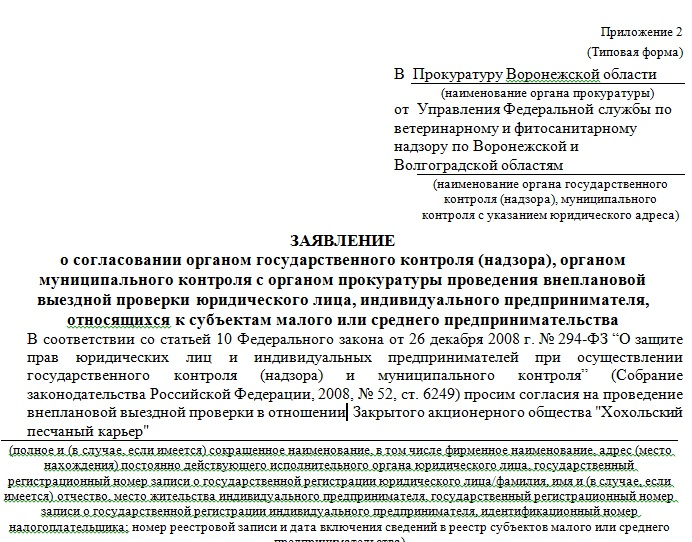 Приложение 2
(Типовая форма)
В Прокуратуру Воронежской области
(наименование органа прокуратуры)
от Управления Федеральной службы по
ветеринарному и фитосанитарному
надзору по Воронежской и
Волгоградской областям
(наименование органа государственного
контроля (надзора), муниципального
контроля с указанием юридического адреса)
ЗАЯВЛЕНИЕ
о согласовании органом государственного контроля (надзора), органом
муниципального контроля с органом прокуратуры проведения внеплановой
выездной проверки юридического лица, индивидуального предпринимателя,
относящихся к субъектам малого или среднего предпринимательства
В соответствии со статьей 10 Федерального закона от 26 декабря 2008 г. № 294-ФЗ “О защите
прав юридических лиц и индивидуальных предпринимателей при осуществлении
государственного контроля (надзора) и муниципального контроля” (Собрание
законодательства Российской Федерации, 2008, № 52, ст. 6249) просим согласия на проведение
внеплановой выездной проверки в отношении Закрытого акционерного общества "Хохольский
песчаный карьер"
(полное и (в случае, если имеется) сокращенное наименование, в том числе фирменное наименование, адрес (место
нахождения) постоянно действующего исполнительного органа юридического лица, государственный
регистрационный номер записи о государственной регистрации юридического лица/фамилия, имя и (в случае, если
имеется) отчество, место жительства индивидуального предпринимателя, государственный регистрационный номер
записи о государственной регистрации индивидуального предпринимателя, идентификационный номер
налогоплательщика; номер реестровой записи и дата включения сведений в реестр субъектов малого или среднего
предпринимательства)